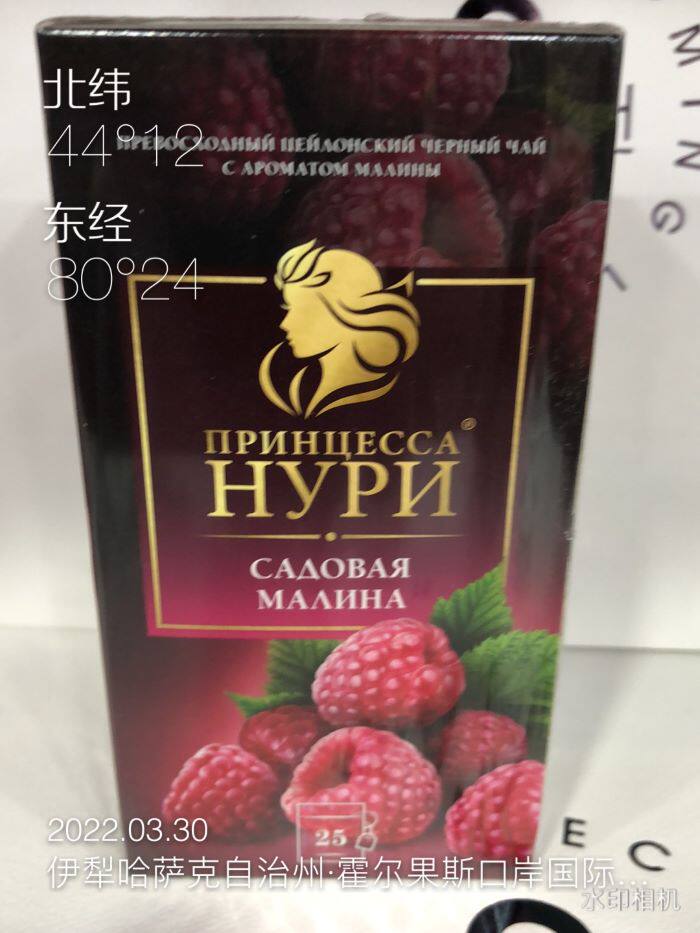 北纬
44°12
东经
80°24
ПРЕВОСХОДНЫЙ ЦЕЙЛОНСКИЙ ЧЕРНЫЙ ЧАЙ
С АРОМАТОМ МАЛИНЫ
ПРИНЦЕССА®
НУРИ
САДОВАЯ
МАЛИНА
25
2022.03.30
伊犁哈萨克自治州·霍尔果斯口岸国际...
水印相机
E C